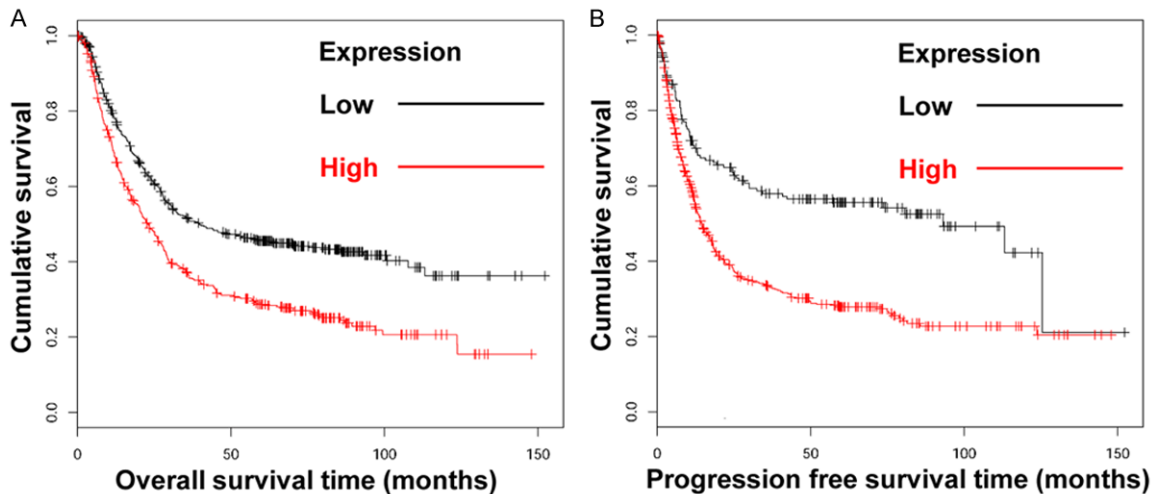 A
Cumulative survival
1.0
0.8
0.6
0.4
0.2
0.0
Expression
Low
High
0 50 100 150
Overall survival time (months)
B
Cumulative survival
1.0
0.8
0.6
0.4
0.2
0.0
Expression
Low
High
0 50 100 150
Progression free survival time (months)